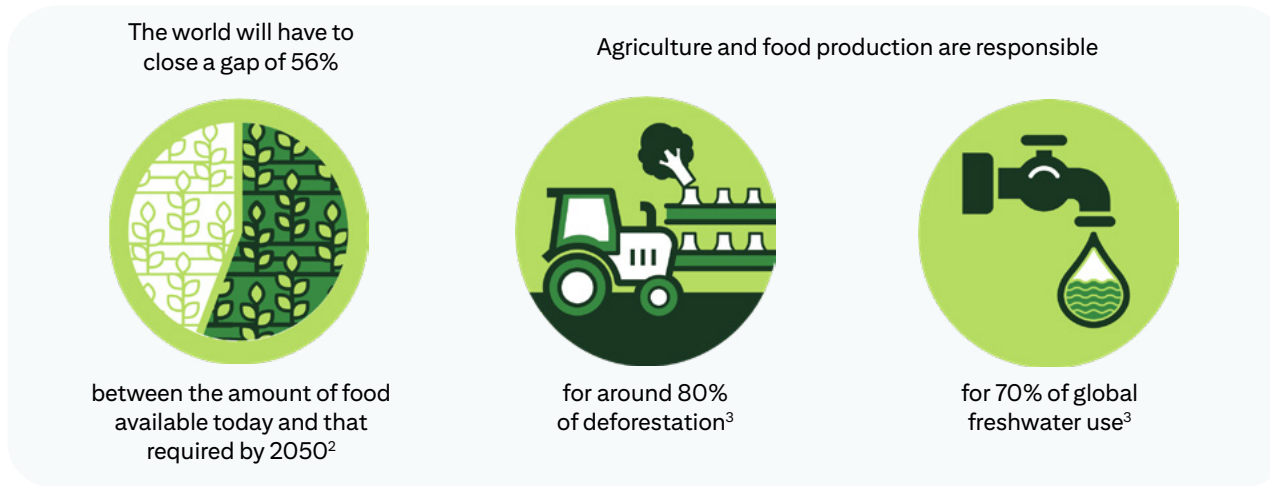 The world will have to
close a gap of 56%
between the amount of food
available today and that
required by 2050²
Agriculture and food production are responsible
for around 80%
of deforestation³
for 70% of global
freshwater use³